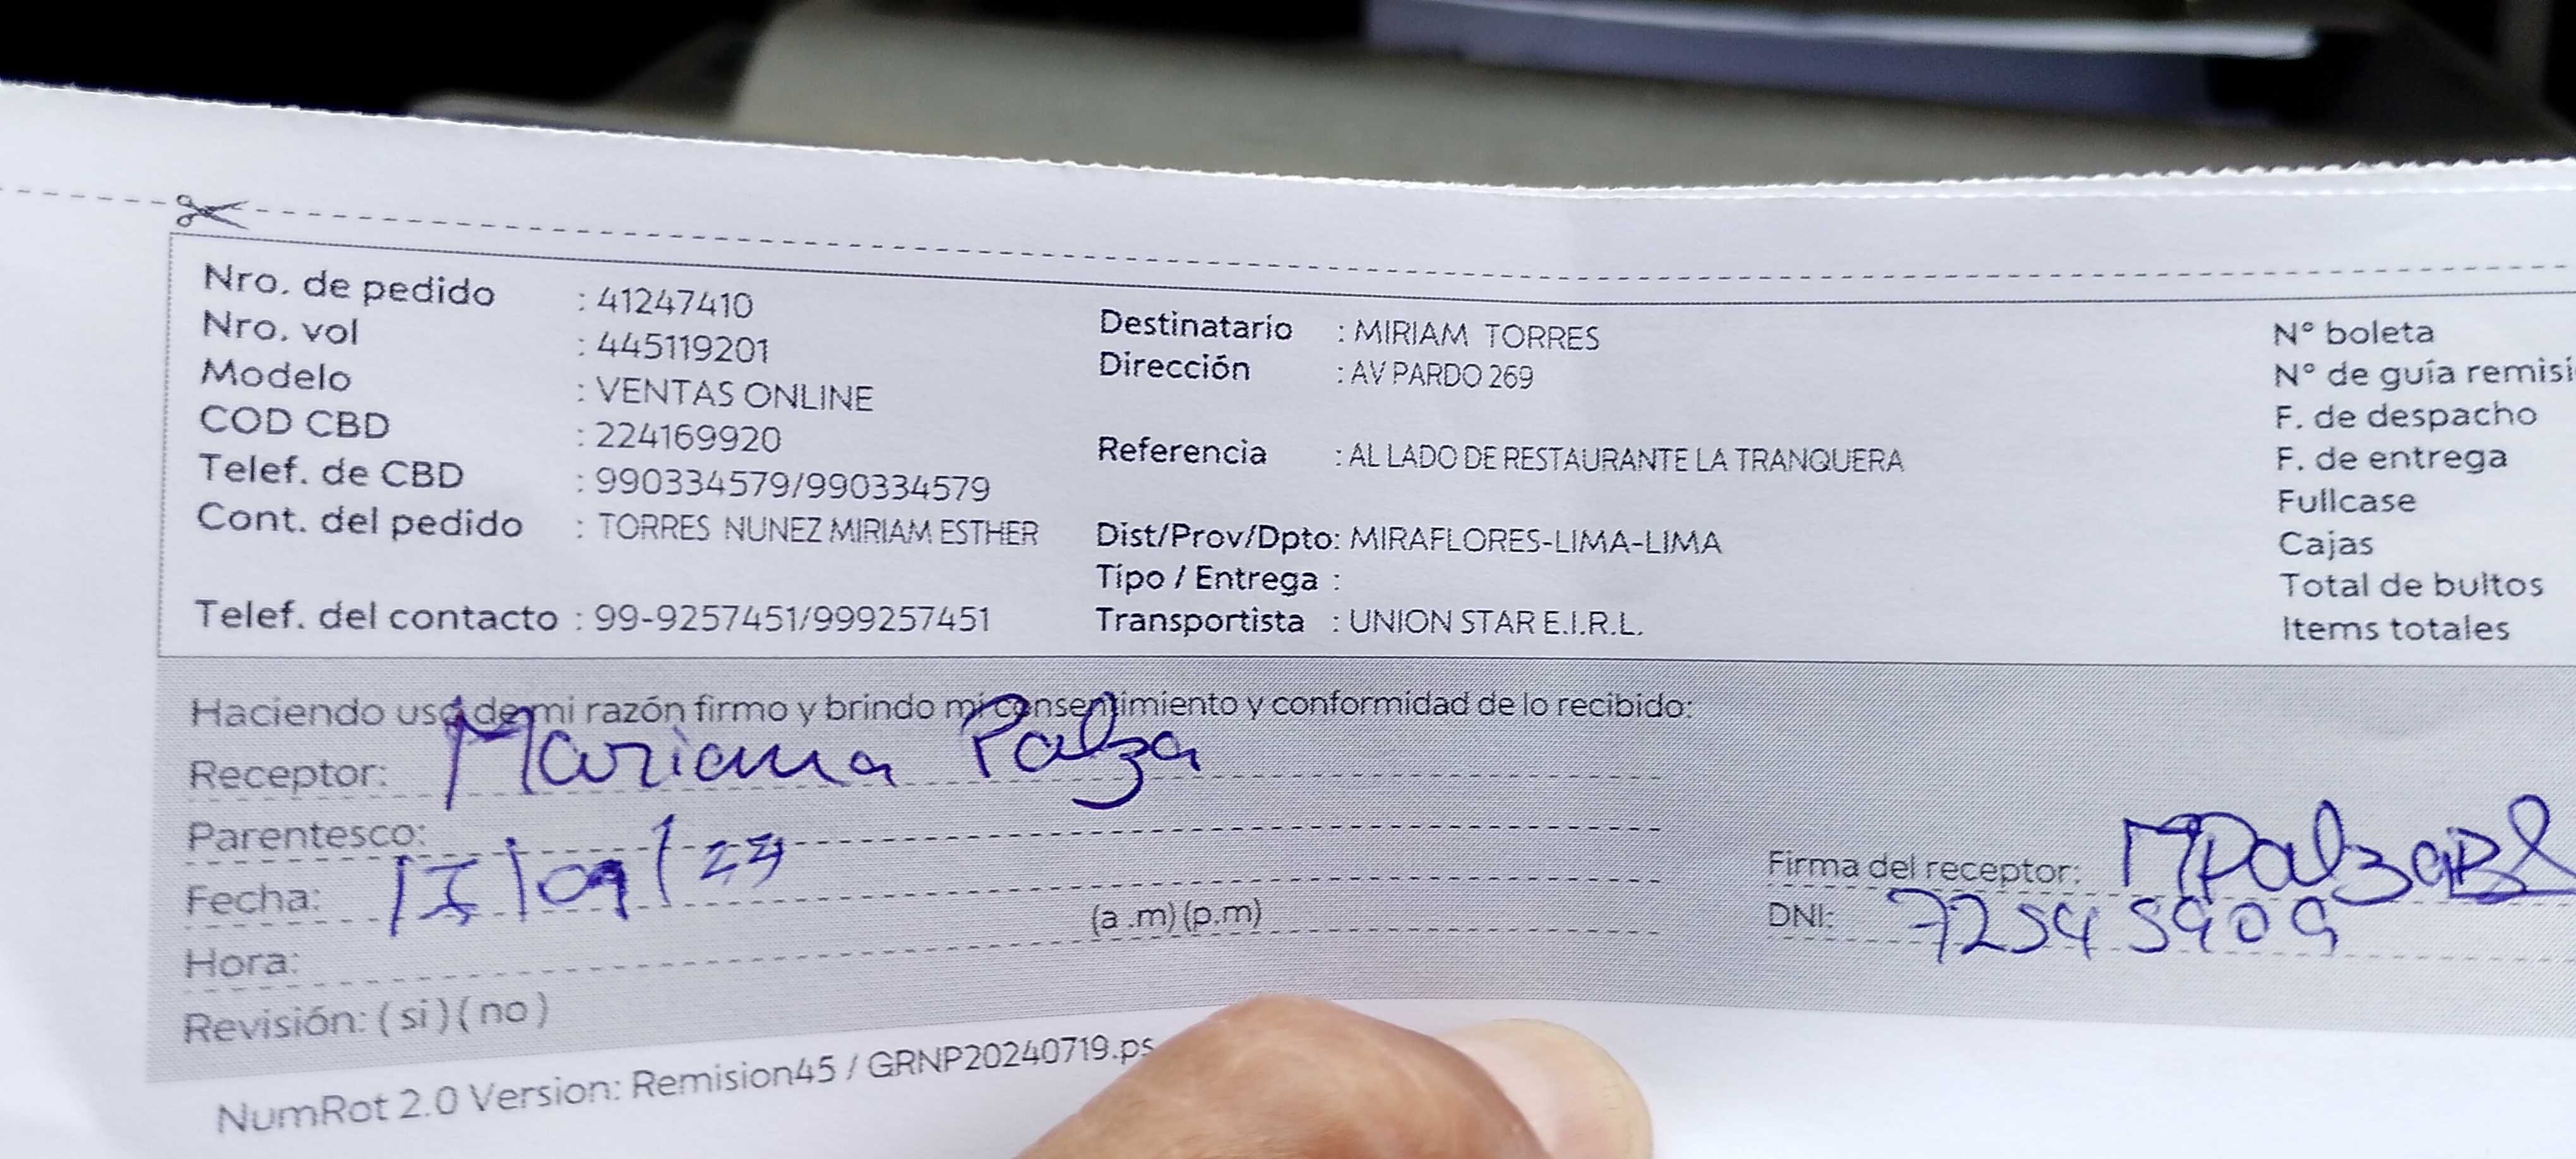 Nro. de pedido : 41247410
Nro. vol : 445119201
Modelo : VENTAS ONLINE
COD CBD : 224169920
Telef. de CBD : 990334579/990334579
Cont. del pedido : TORRES NUNEZ MIRIAM ESTHER
Telef. del contacto : 99-9257451/999257451
Destinatario : MIRIAM TORRES
Dirección : AV PARDO 269
Referencia : AL LADO DE RESTAURANTE LA TRANQUERA
Dist/Prov/Dpto: MIRAFLORES-LIMA-LIMA
Tipo / Entrega :
Transportista : UNION STAR E.I.R.L.
N° boleta
N° de guía remisi
F. de despacho
F. de entrega
Fullcase
Cajas
Total de bultos
Items totales
Haciendo uso de mi razón firmo y brindo mi consentimiento y conformidad de lo recibido:
Receptor: Mariana Palza
Parentesco:
Fecha: 17/09/24
Hora: (a .m) (p.m)
Revisión: ( si ) ( no )
Firma del receptor: MPalza
DNI: 72545909
NumRot 2.0 Version: Remision45 / GRNP20240719.ps